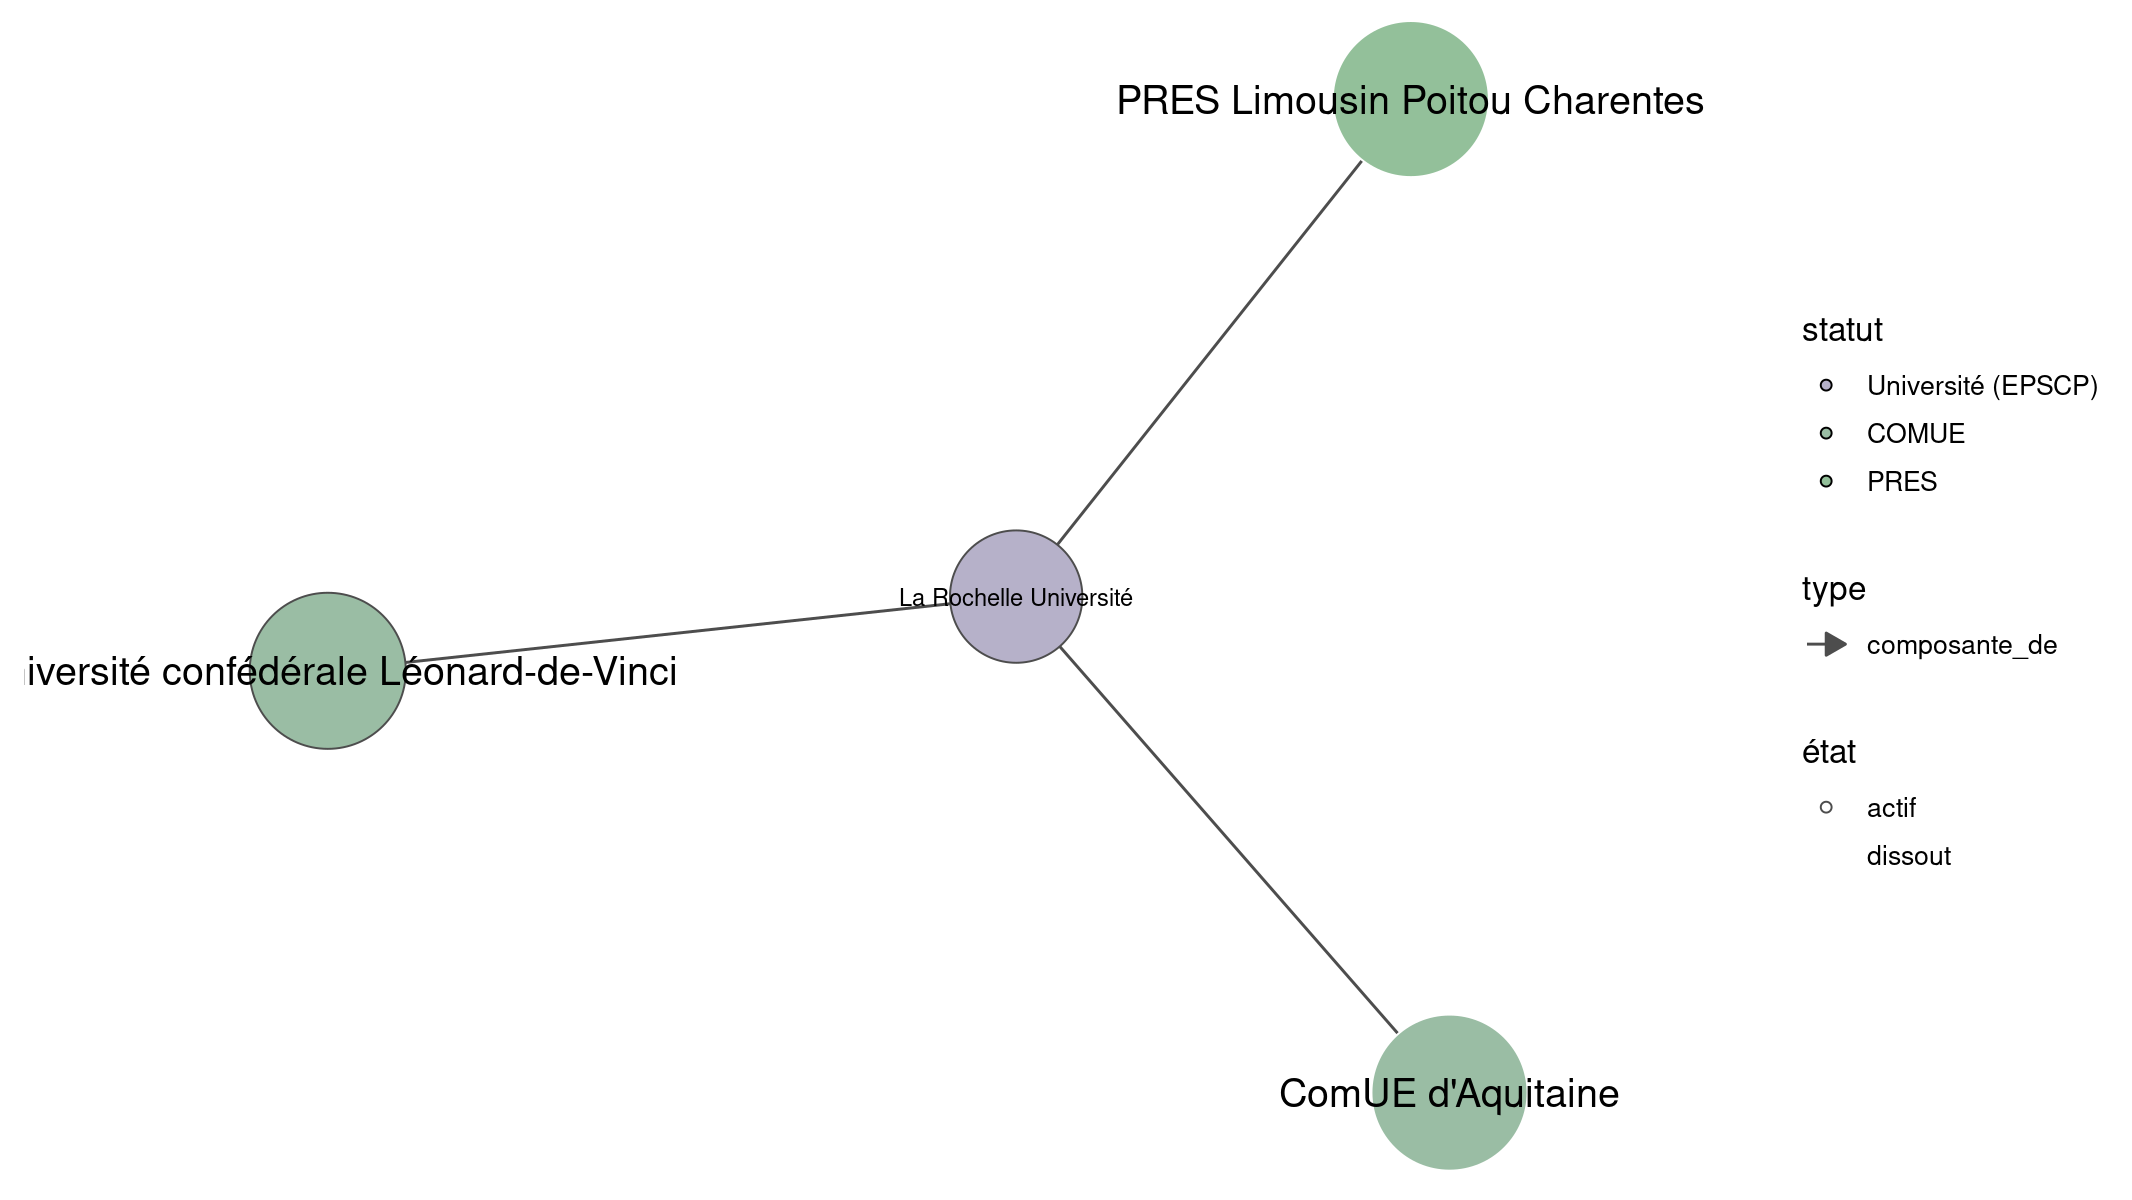 PRES Limousin Poitou Charentes
La Rochelle Université
iversité confédérale Léonard-de-Vinci
ComUE d'Aquitaine
statut
Université (EPSCP)
COMUE
PRES
type
composante_de
état
actif
dissout